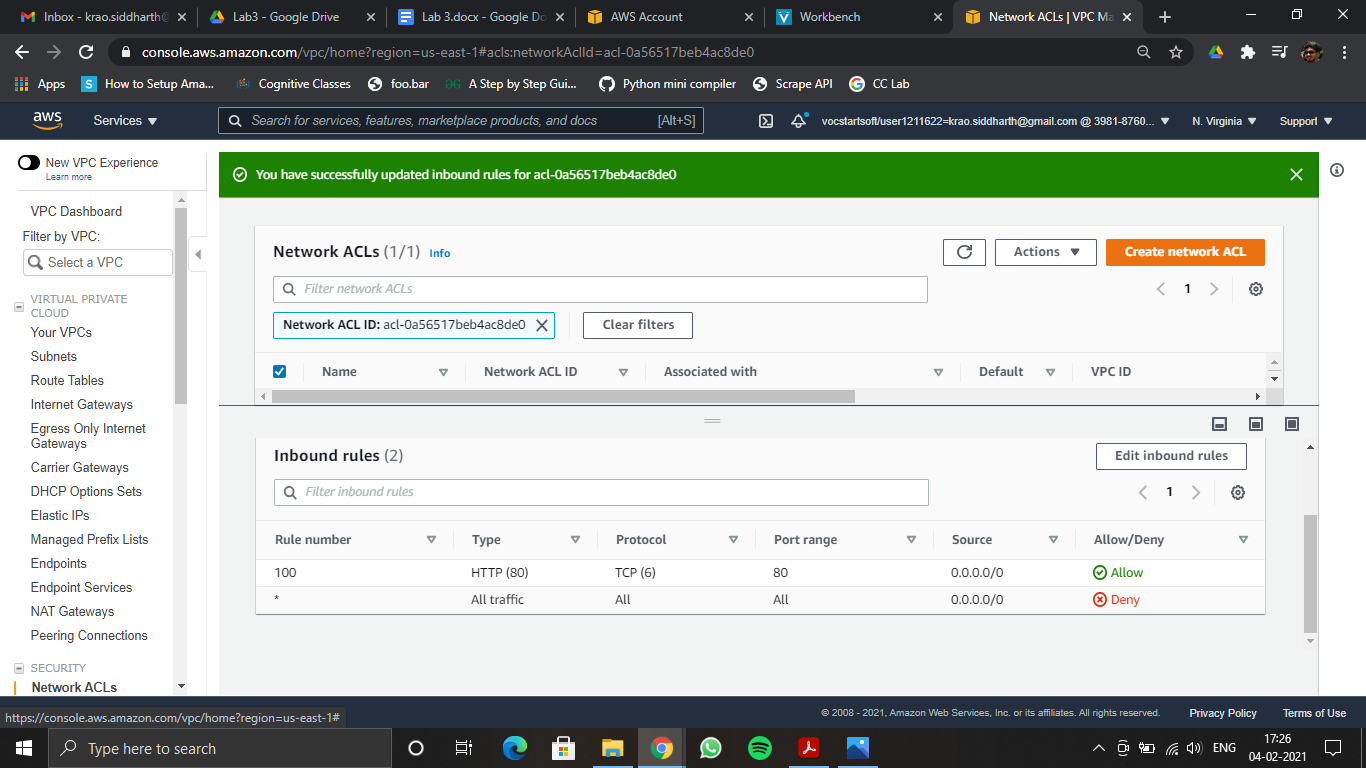 Inbox - krao.siddharth@
Lab3 - Google Drive
Lab 3.docx - Google Do
AWS Account
Workbench
Network ACLs | VPC Ma
console.aws.amazon.com/vpc/home?region=us-east-1#acls:networkAclId=acl-0a56517beb4ac8de0
Apps
S How to Setup Ama...
Cognitive Classes
foo.bar
A Step by Step Gui...
Python mini compiler
Scrape API
CC Lab
aws
Services
Search for services, features, marketplace products, and docs [Alt+S]
vocstartsoft/user1211622=krao.siddharth@gmail.com @ 3981-8760...
N. Virginia
Support
New VPC Experience
Learn more
You have successfully updated inbound rules for acl-0a56517beb4ac8de0
VPC Dashboard
Filter by VPC:
Select a VPC
VIRTUAL PRIVATE
CLOUD
Your VPCs
Subnets
Route Tables
Internet Gateways
Egress Only Internet
Gateways
Carrier Gateways
DHCP Options Sets
Elastic IPs
Managed Prefix Lists
Endpoints
Endpoint Services
NAT Gateways
Peering Connections
SECURITY
Network ACLs
Network ACLs (1/1) Info
Actions
Create network ACL
Filter network ACLs
1
Network ACL ID: acl-0a56517beb4ac8de0
Clear filters
Name Network ACL ID Associated with Default VPC ID
Inbound rules (2)
Edit inbound rules
Filter inbound rules
1
Rule number Type Protocol Port range Source Allow/Deny
100 HTTP (80) TCP (6) 80 0.0.0.0/0 Allow
* All traffic All All 0.0.0.0/0 Deny
https://console.aws.amazon.com/vpc/home?region=us-east-1#
© 2008 - 2021, Amazon Web Services, Inc. or its affiliates. All rights reserved. Privacy Policy Terms of Use
Type here to search
ENG
17:26
04-02-2021